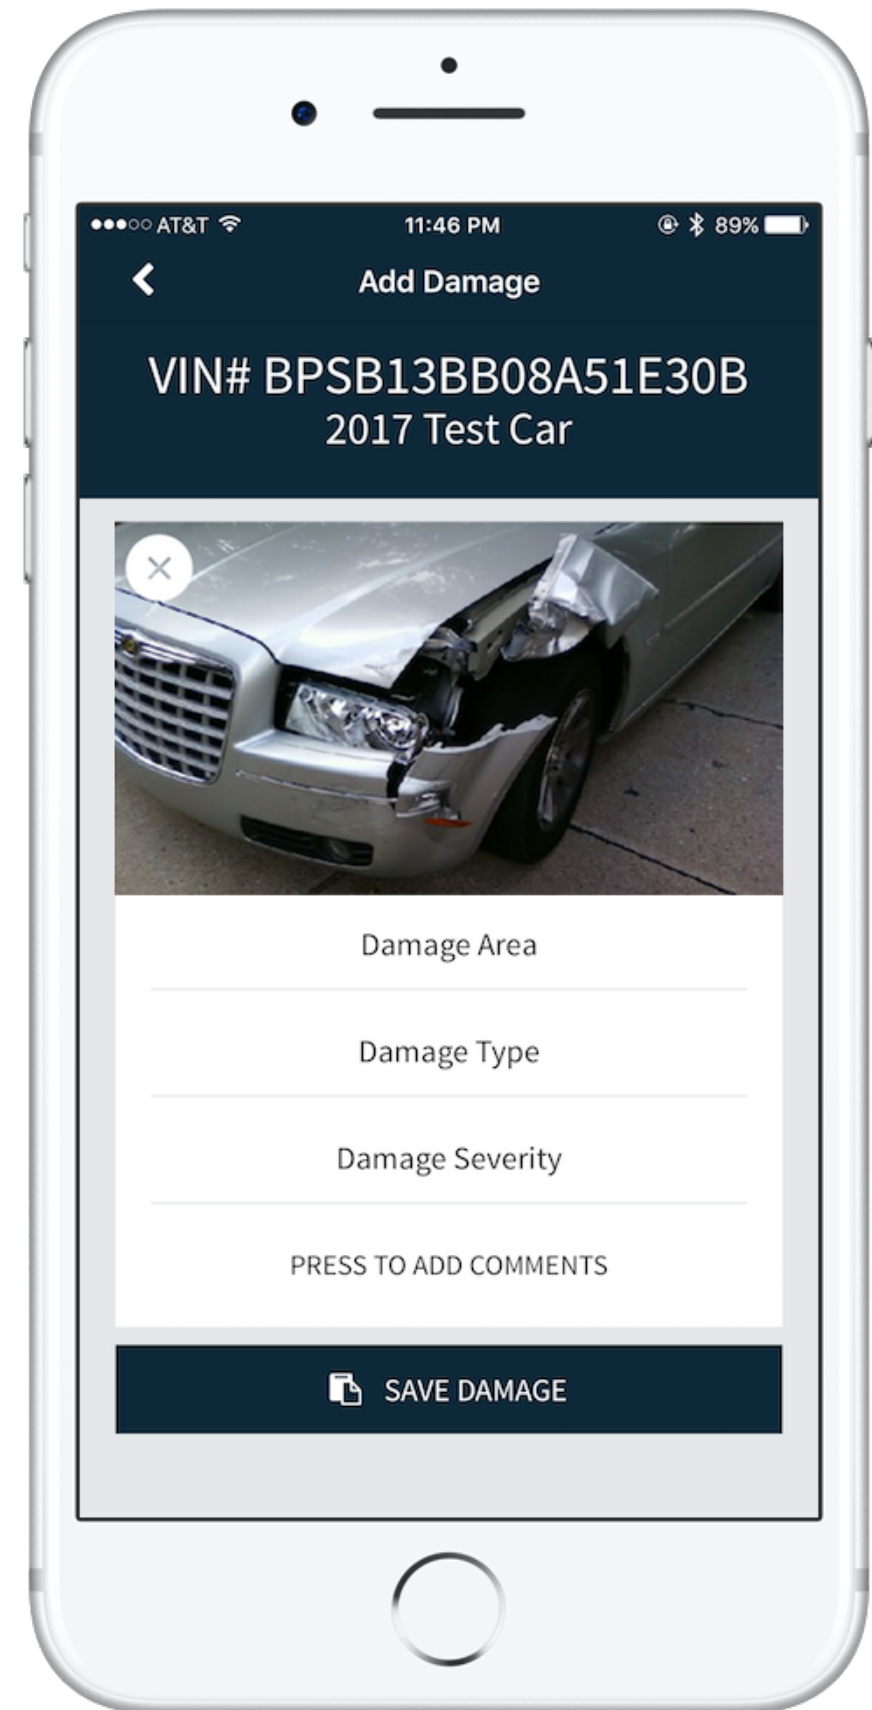 AT&T 11:46 PM 89%
Add Damage
VIN# BPSB13BB08A51E30B
2017 Test Car
Damage Area
Damage Type
Damage Severity
PRESS TO ADD COMMENTS
SAVE DAMAGE